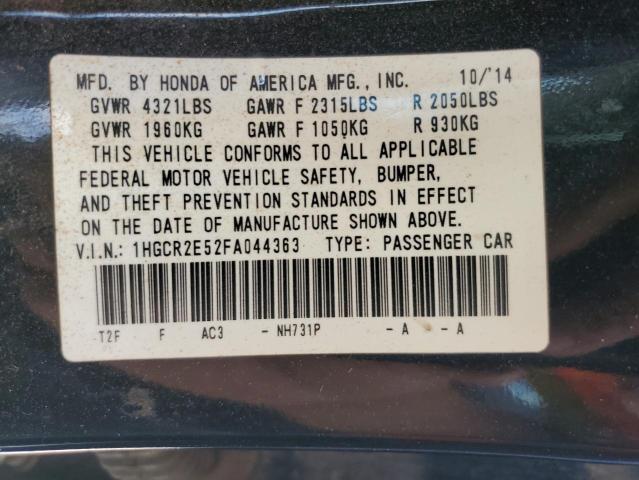 MFD. BY HONDA OF AMERICA MFG., INC. 10/'14
GVWR 4321LBS GAWR F 2315LBS R 2050LBS
GVWR 1960KG GAWR F 1050KG R 930KG
THIS VEHICLE CONFORMS TO ALL APPLICABLE
FEDERAL MOTOR VEHICLE SAFETY, BUMPER,
AND THEFT PREVENTION STANDARDS IN EFFECT
ON THE DATE OF MANUFACTURE SHOWN ABOVE.
V.I.N.: 1HGCR2E52FA044363 TYPE: PASSENGER CAR
T2F F AC3 - NH731P - A - A